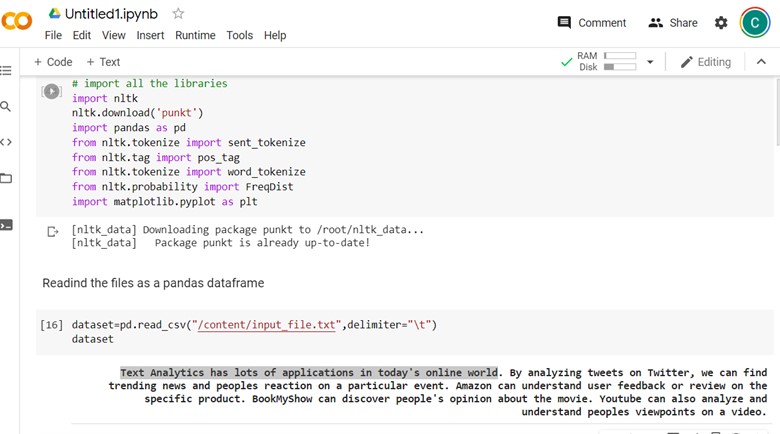 Untitled1.ipynb
Comment
Share
C
File Edit View Insert Runtime Tools Help
+ Code + Text
RAM
Disk
Editing
# import all the libraries
import nltk
nltk.download('punkt')
import pandas as pd
from nltk.tokenize import sent_tokenize
from nltk.tag import pos_tag
from nltk.tokenize import word_tokenize
from nltk.probability import FreqDist
import matplotlib.pyplot as plt
[nltk_data] Downloading package punkt to /root/nltk_data...
[nltk_data]   Package punkt is already up-to-date!
Readind the files as a pandas dataframe
[16] dataset=pd.read_csv("/content/input_file.txt",delimiter="\t")
dataset
Text Analytics has lots of applications in today's online world. By analyzing tweets on Twitter, we can find
trending news and peoples reaction on a particular event. Amazon can understand user feedback or review on the
specific product. BookMyShow can discover people's opinion about the movie. Youtube can also analyze and
understand peoples viewpoints on a video.